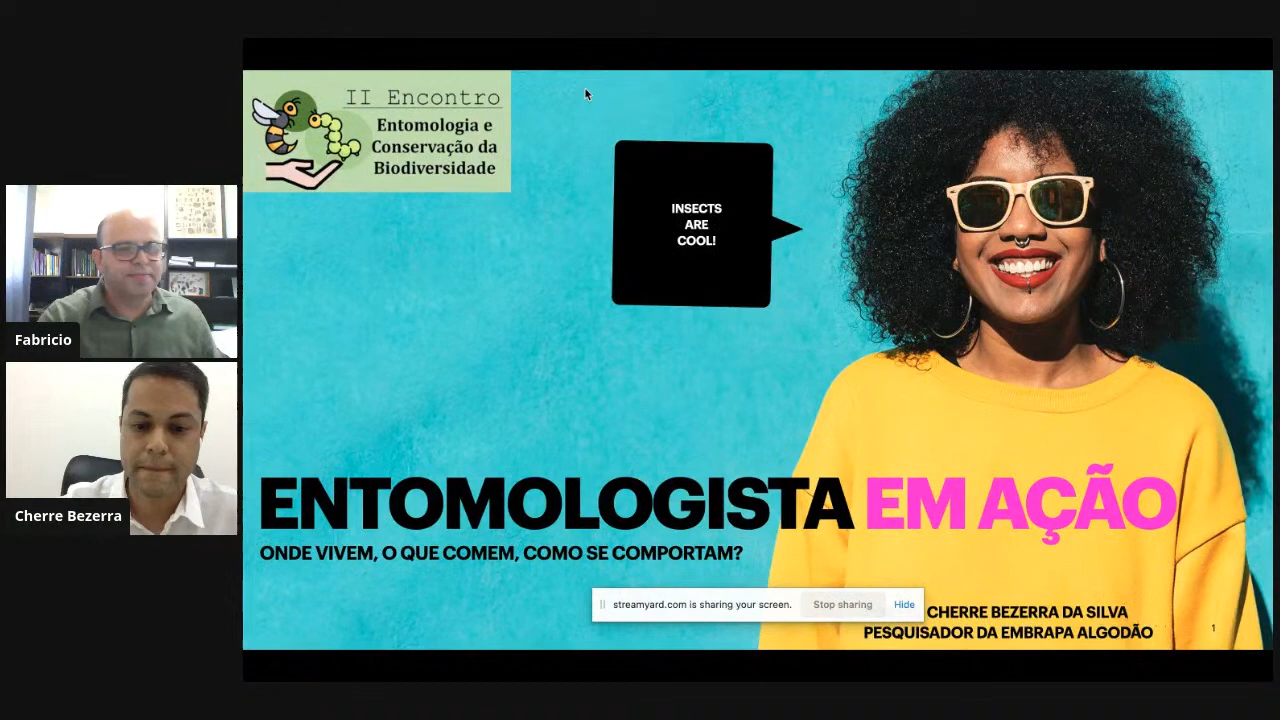 II Encontro
Entomologia e
Conservação da
Biodiversidade
INSECTS
ARE
COOL!
Fabricio
Cherre Bezerra
ENTOMOLOGISTA EM AÇÃO
ONDE VIVEM, O QUE COMEM, COMO SE COMPORTAM?
streamyard.com is sharing your screen. Stop sharing Hide
CHERRE BEZERRA DA SILVA
PESQUISADOR DA EMBRAPA ALGODÃO
1